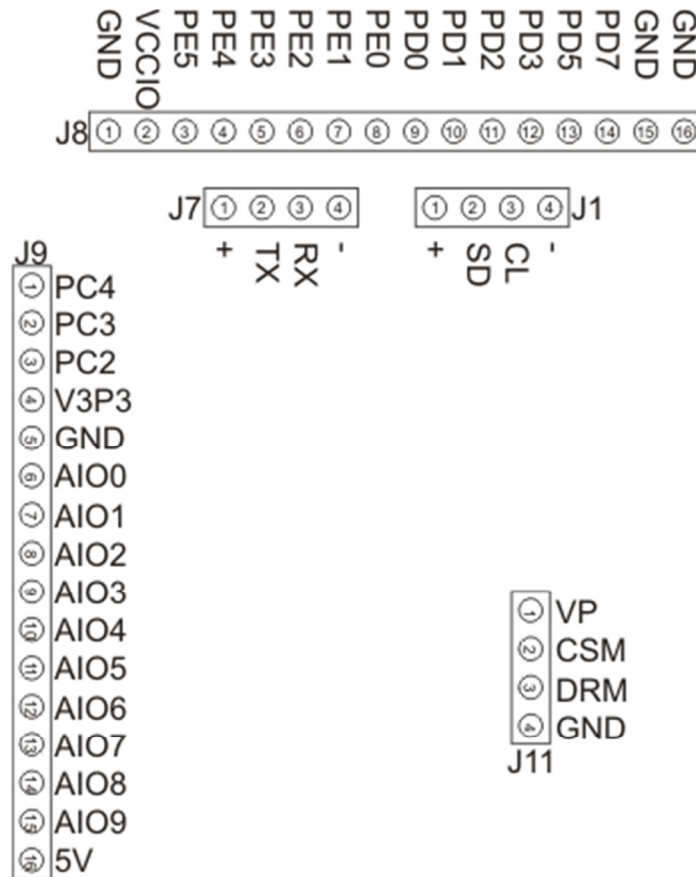 GND VCCIO PE5 PE4 PE3 PE2 PE1 PE0 PD0 PD1 PD2 PD3 PD5 PD7 GND GND
J8 1 2 3 4 5 6 7 8 9 10 11 12 13 14 15 16
J7 1 2 3 4
+ TX RX -
1 2 3 4 J1
+ SD CL -
J9
1 PC4
2 PC3
3 PC2
4 V3P3
5 GND
6 AIO0
7 AIO1
8 AIO2
9 AIO3
10 AIO4
11 AIO5
12 AIO6
13 AIO7
14 AIO8
15 AIO9
16 5V
1 VP
2 CSM
3 DRM
4 GND
J11